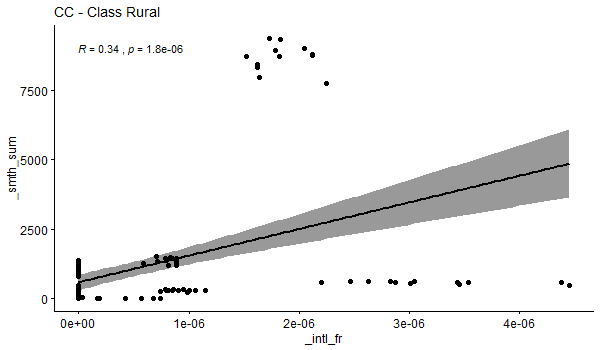 CC - Class Rural
R = 0.34 , p = 1.8e-06
7500
5000
2500
0
_smth_sum
0e+00 1e-06 2e-06 3e-06 4e-06
_intl_fr